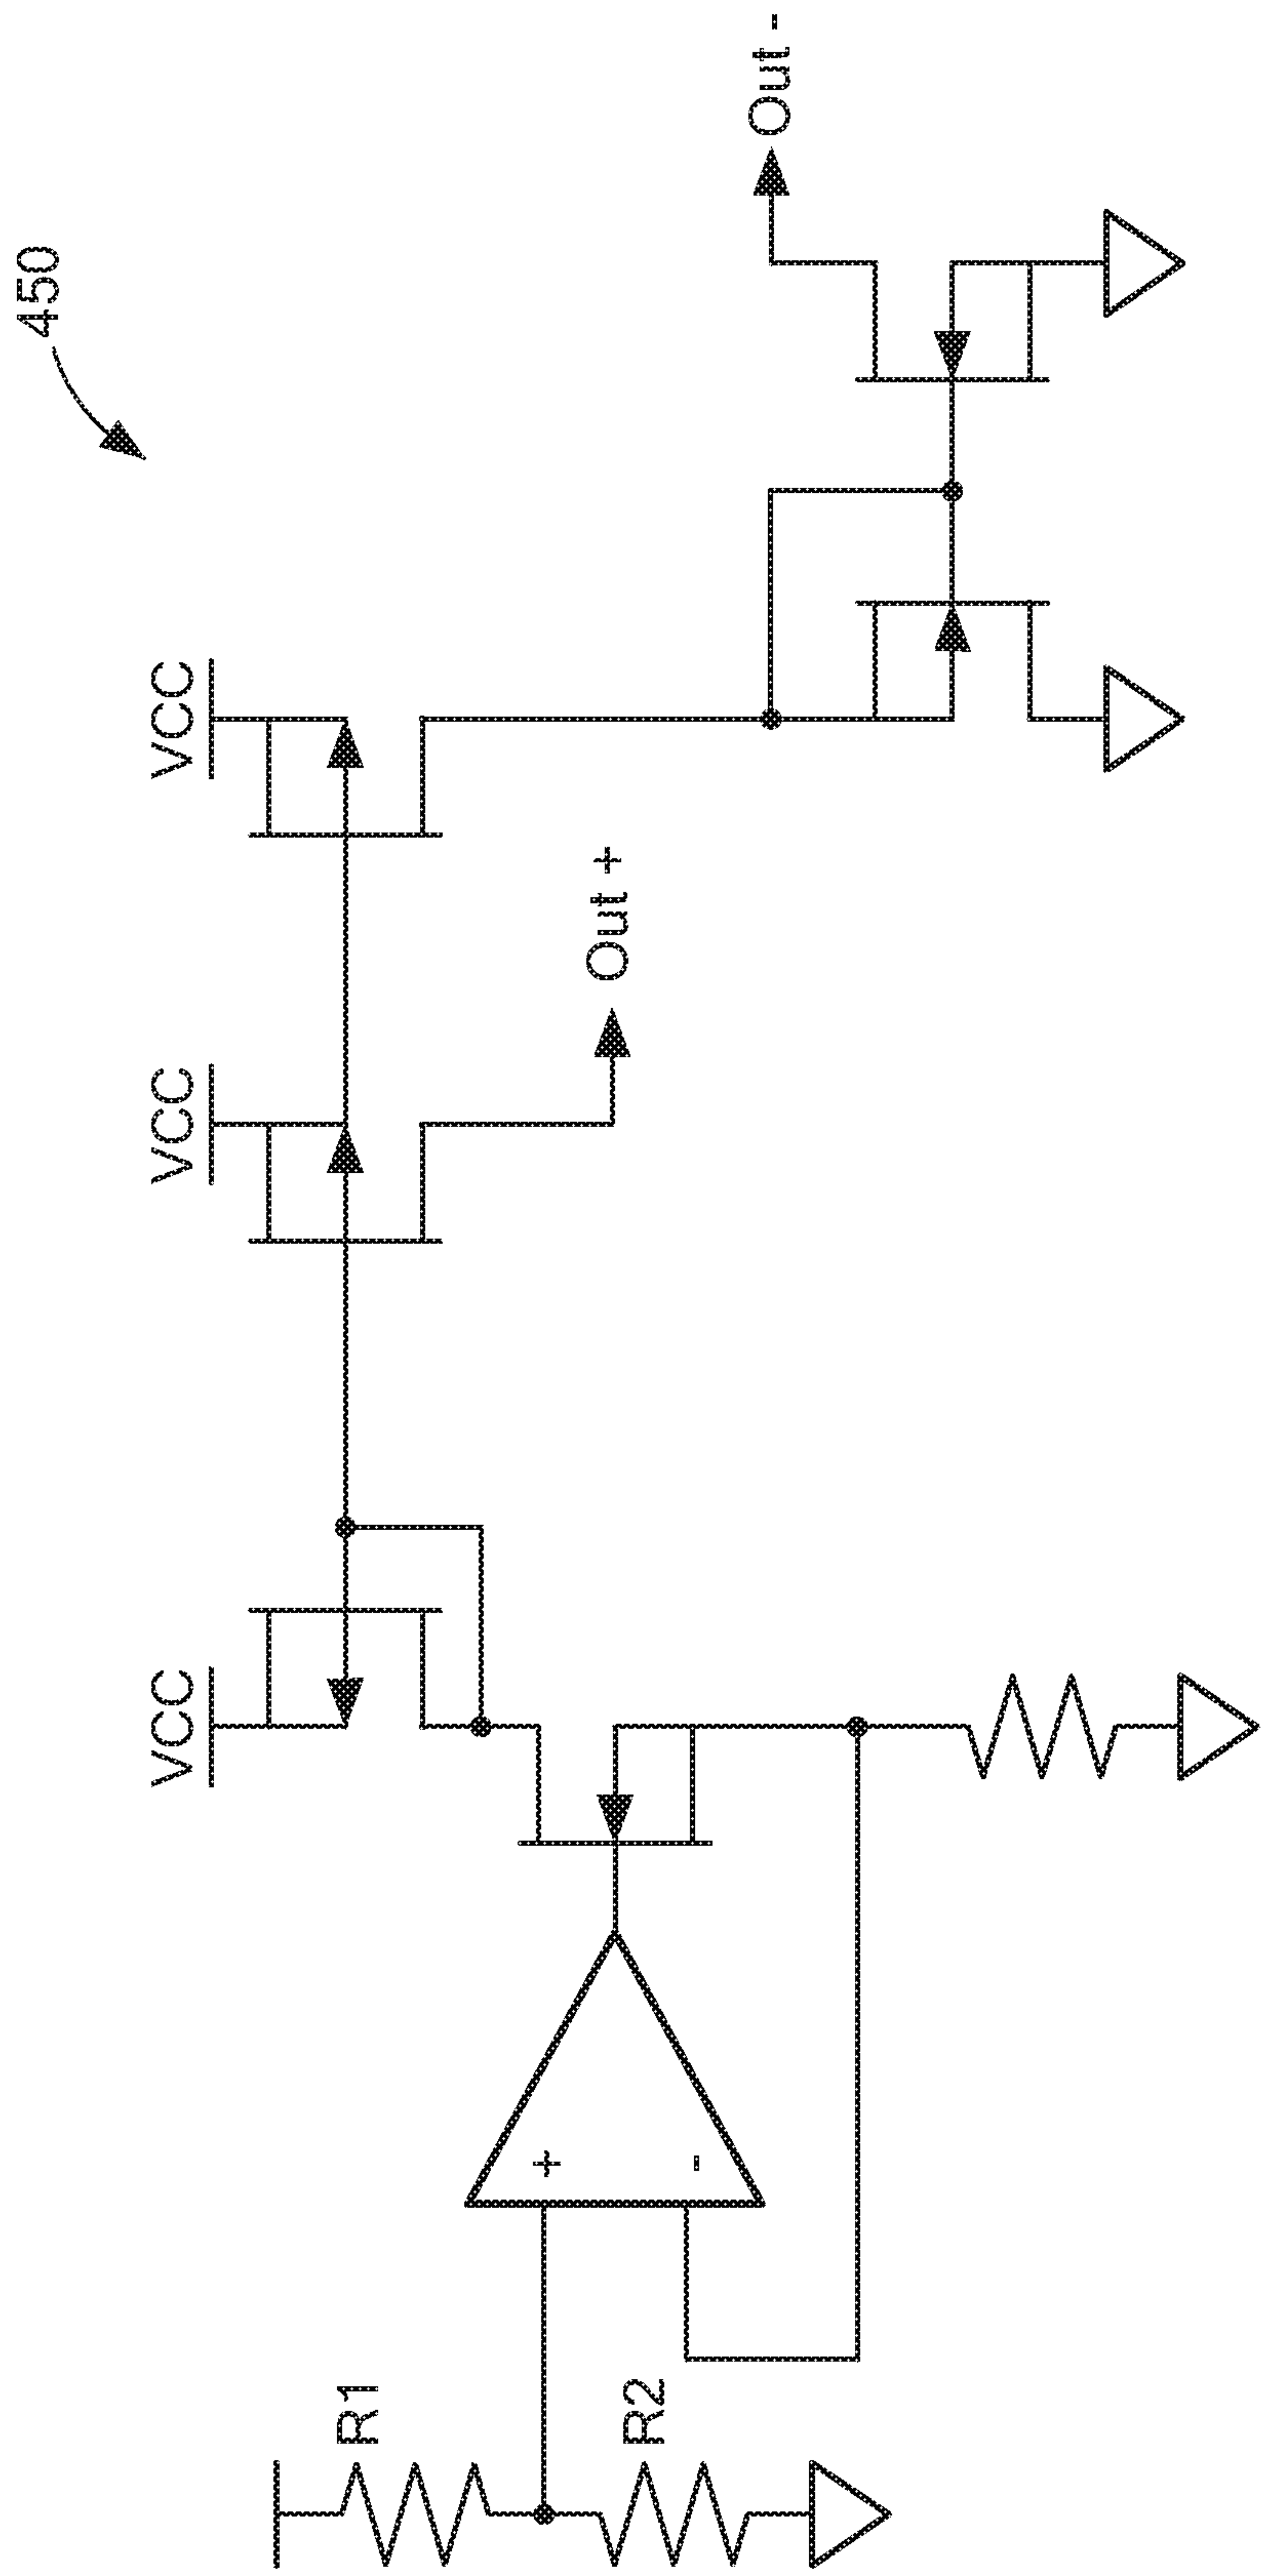 450
VCC
VCC
VCC
R1
R2
+
-
Out +
Out -